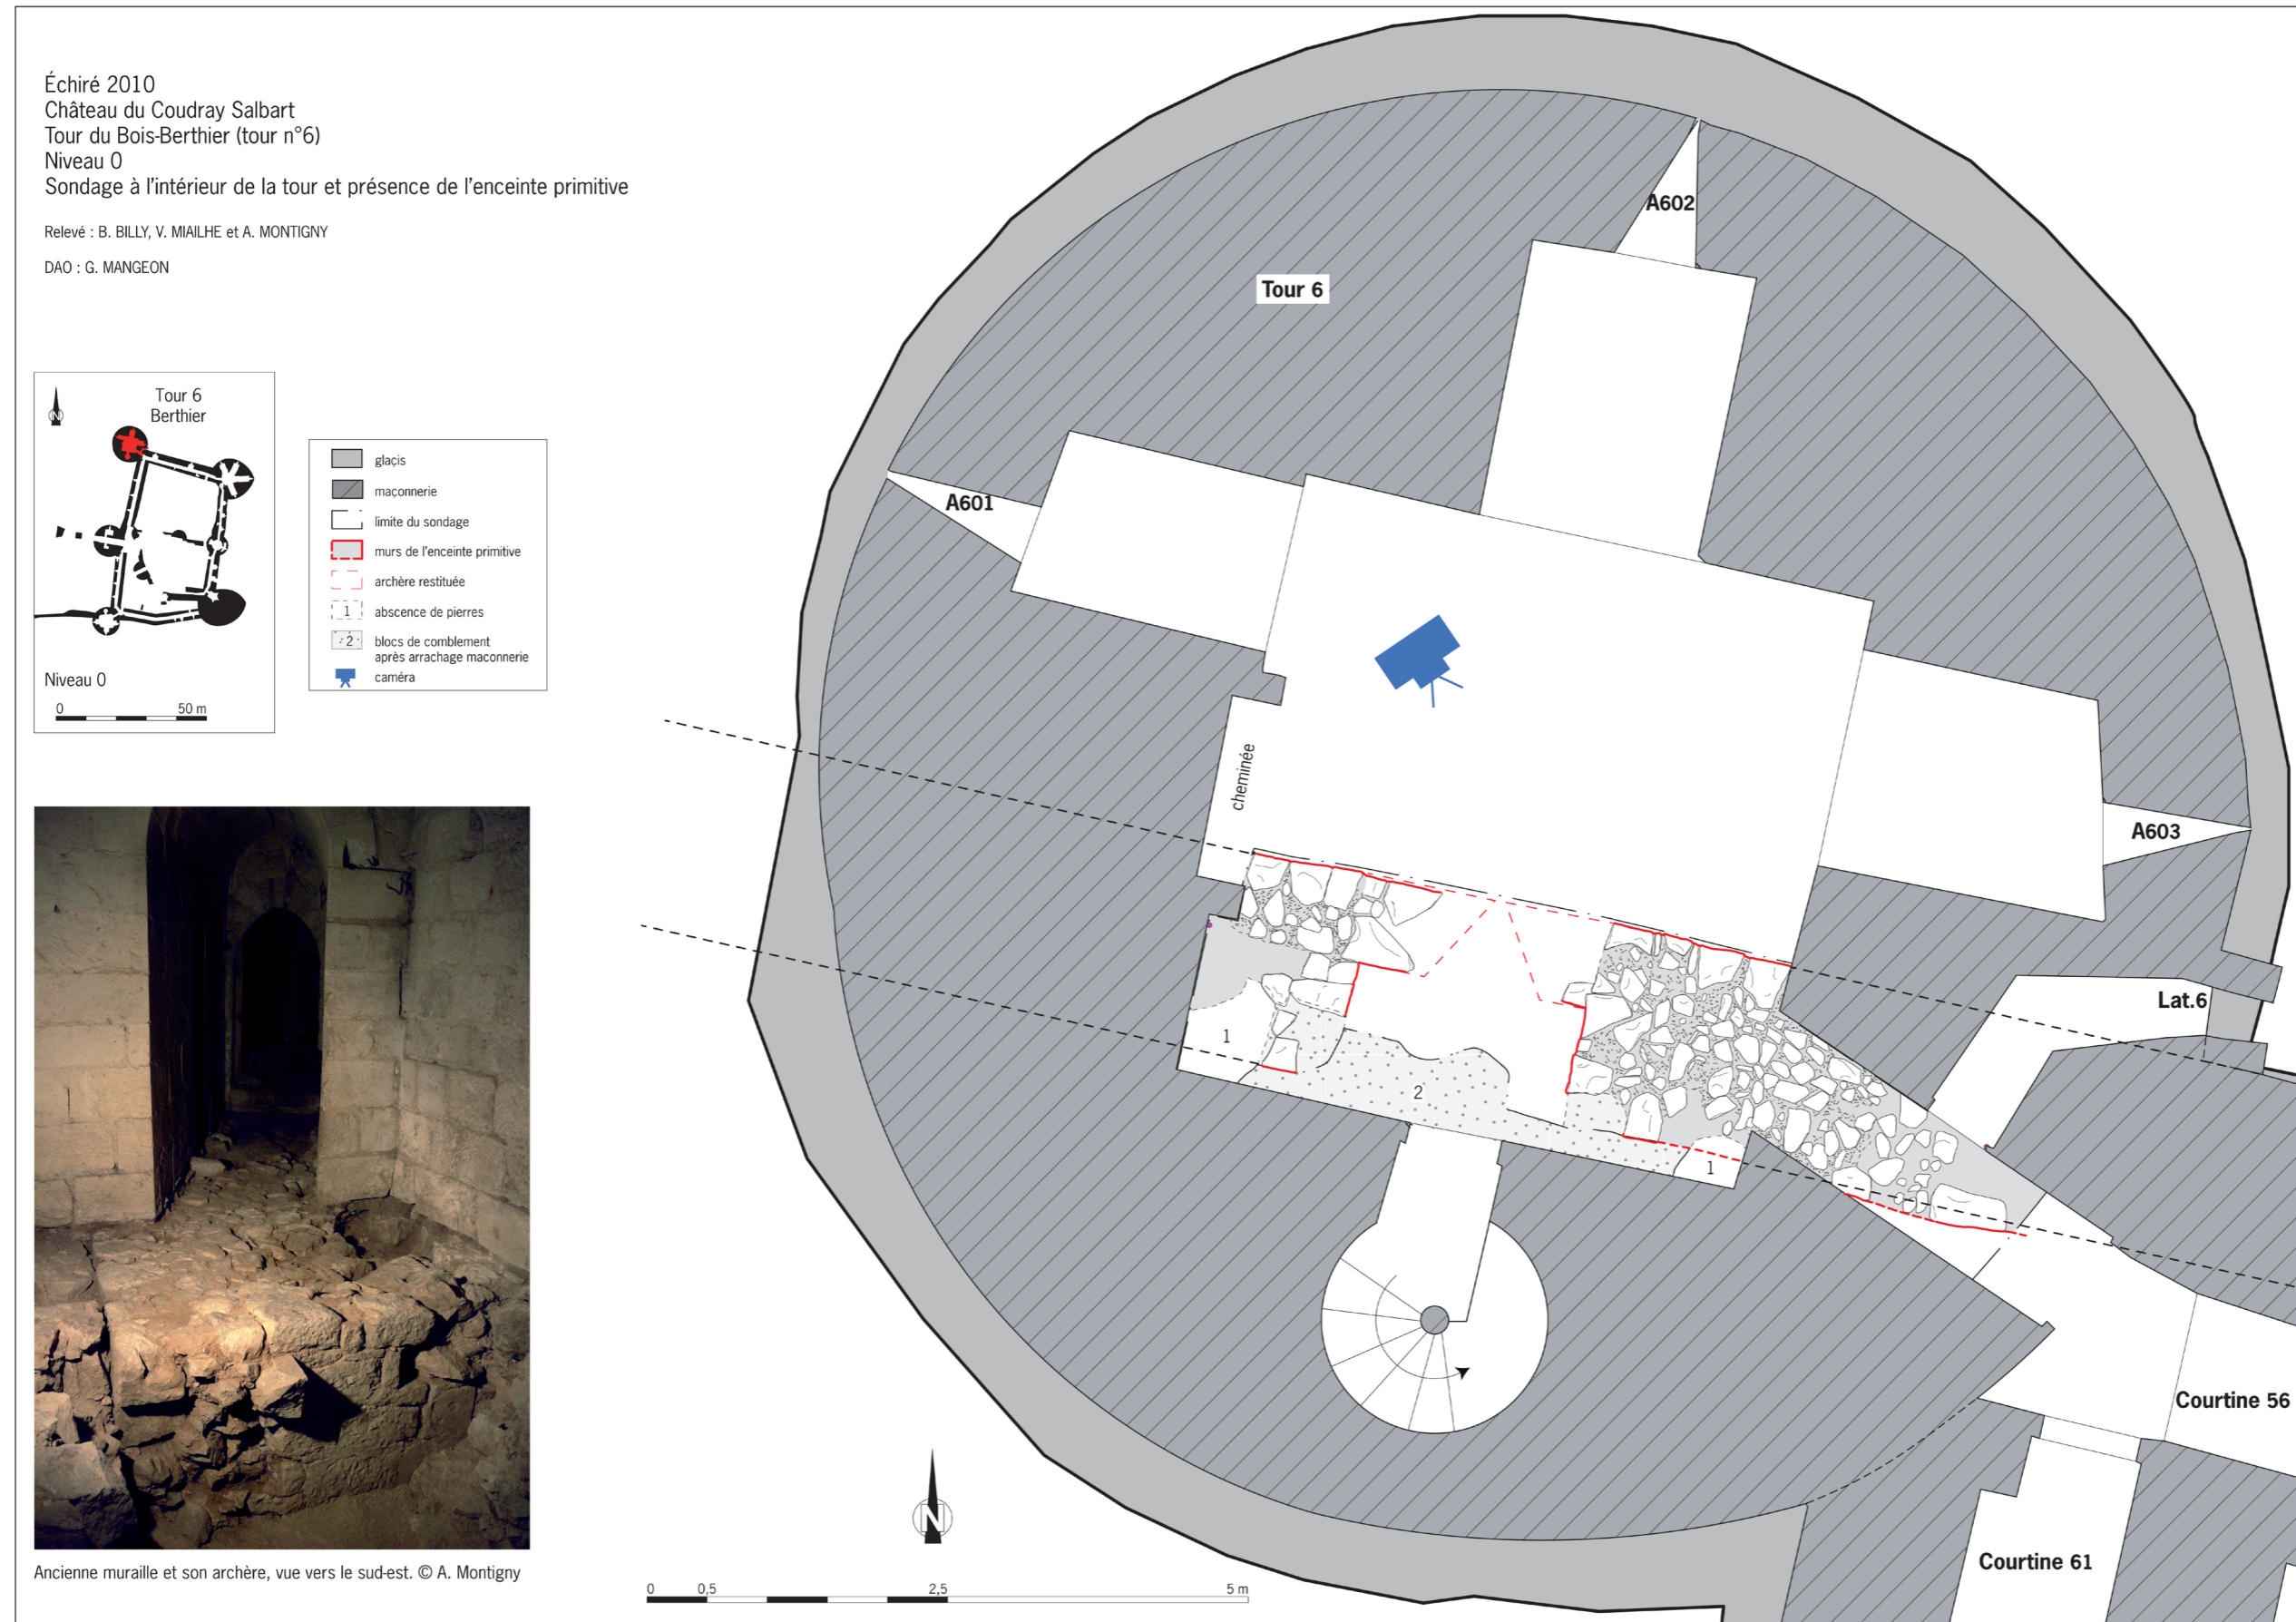 Échiré 2010
Château du Coudray Salbart
Tour du Bois-Berthier (tour n°6)
Niveau 0
Sondage à l'intérieur de la tour et présence de l'enceinte primitive
Relevé : B. BILLY, V. MIAILHE et A. MONTIGNY
DAO : G. MANGEON
Tour 6
Berthier
N
Niveau 0
0 50 m
glaçis
maçonnerie
limite du sondage
murs de l'enceinte primitive
archère restituée
1 abscence de pierres
2 blocs de comblement
après arrachage maconnerie
caméra
Ancienne muraille et son archère, vue vers le sud-est. © A. Montigny
A602
Tour 6
A601
cheminée
A603
Lat.6
1
2
1
Courtine 56
Courtine 61
N
0 0,5 2,5 5 m